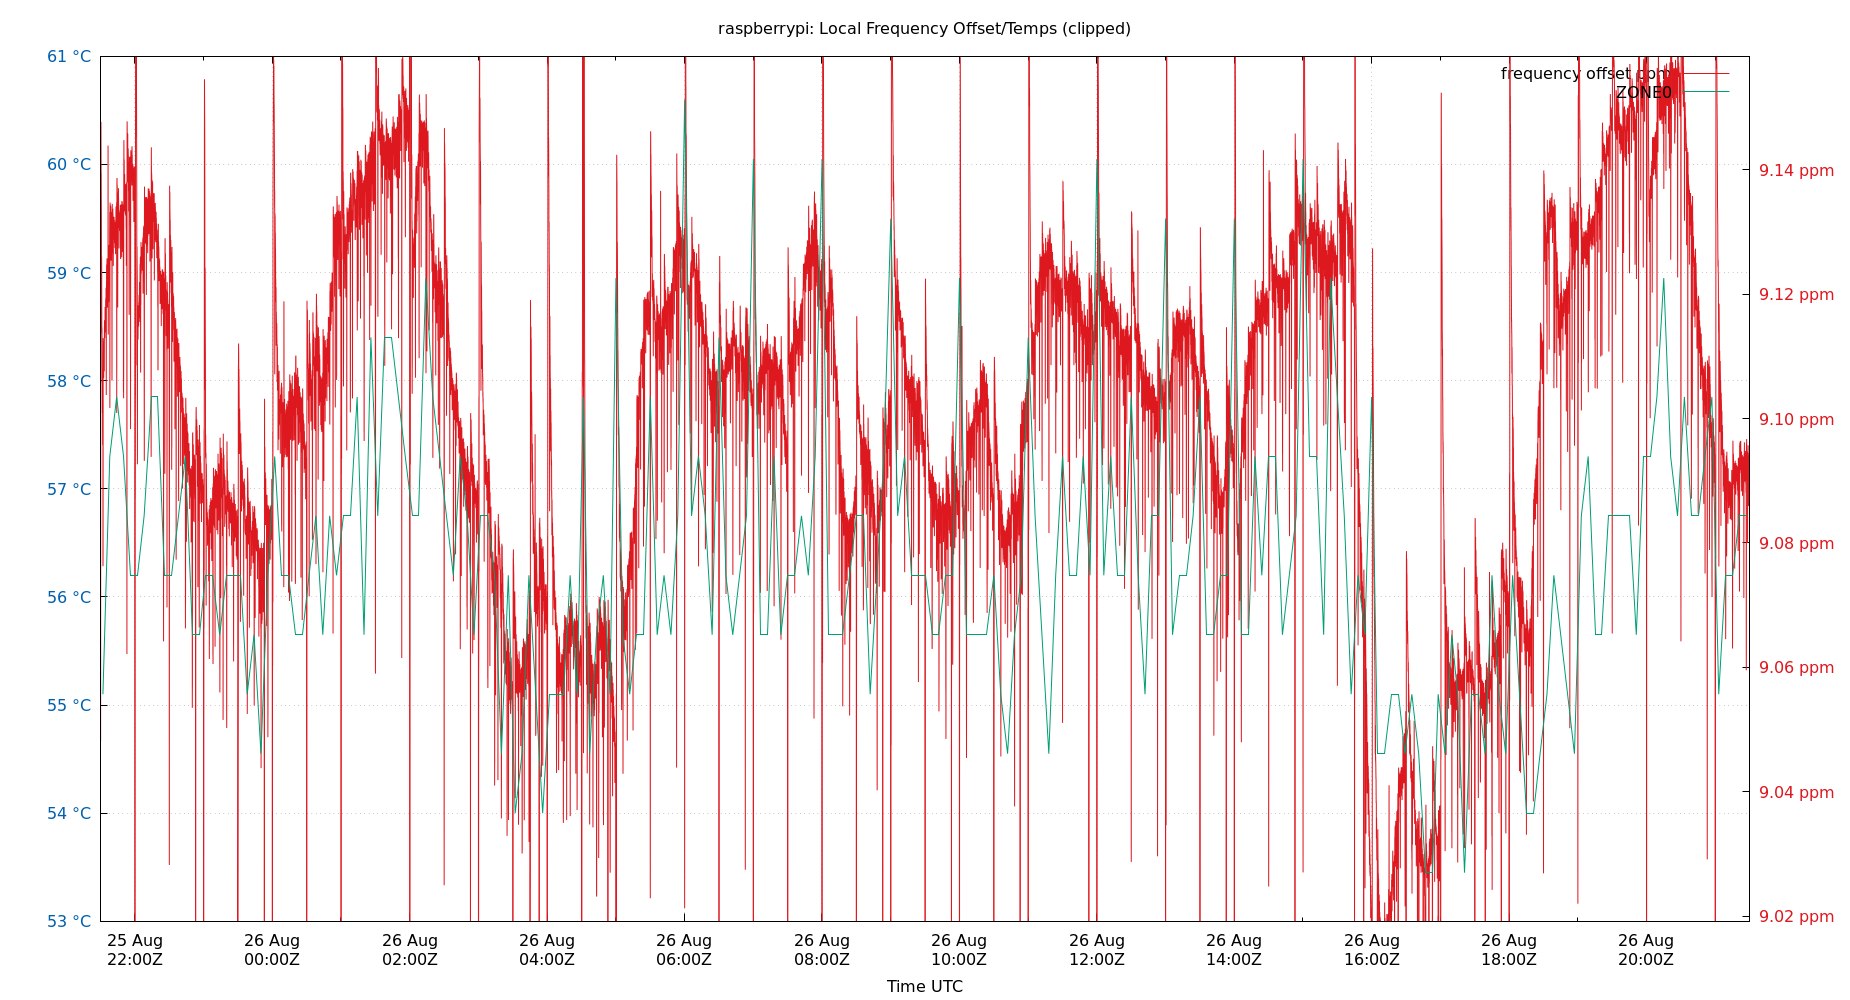 raspberrypi: Local Frequency Offset/Temps (clipped)
61 °C
60 °C
59 °C
58 °C
57 °C
56 °C
55 °C
54 °C
53 °C
frequency offset ppm
ZONE0
9.14 ppm
9.12 ppm
9.10 ppm
9.08 ppm
9.06 ppm
9.04 ppm
9.02 ppm
25 Aug
22:00Z
26 Aug
00:00Z
26 Aug
02:00Z
26 Aug
04:00Z
26 Aug
06:00Z
26 Aug
08:00Z
26 Aug
10:00Z
26 Aug
12:00Z
26 Aug
14:00Z
26 Aug
16:00Z
26 Aug
18:00Z
26 Aug
20:00Z
Time UTC